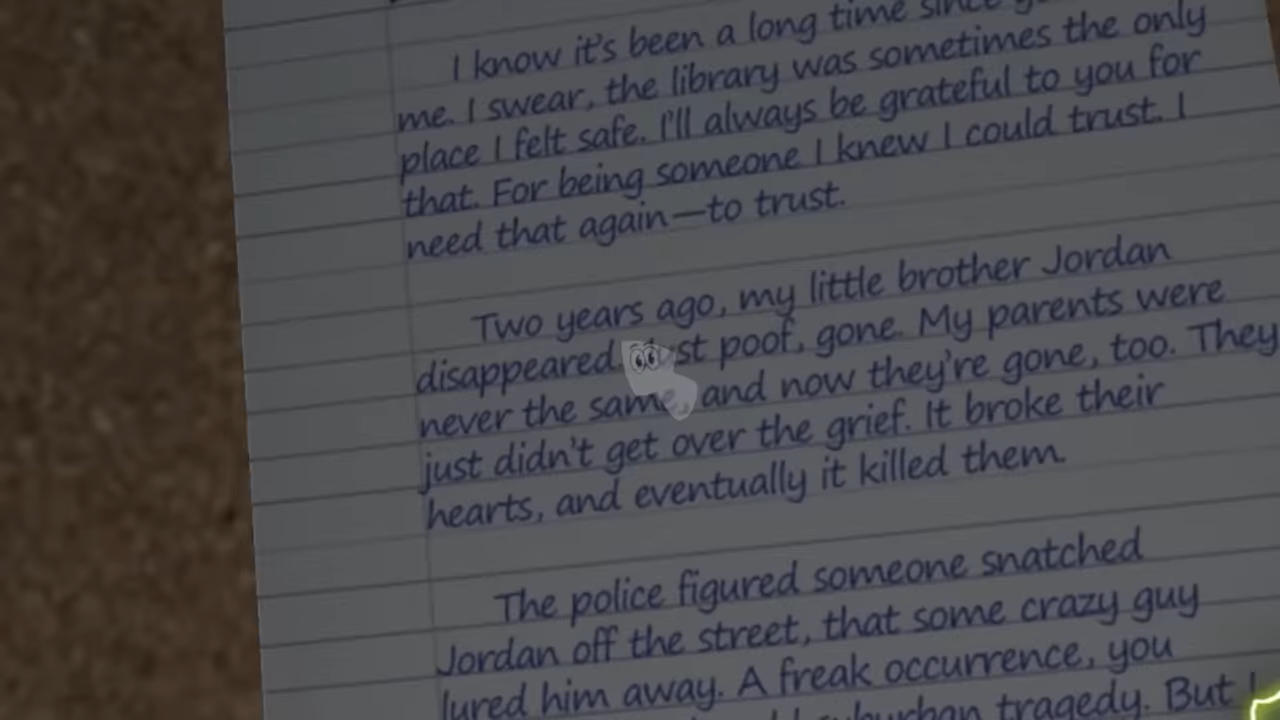 I know it's been a long time since
me. I swear, the library was sometimes the only
place I felt safe. I'll always be grateful to you for
that. For being someone I knew I could trust. I
need that again—to trust.
Two years ago, my little brother Jordan
disappeared. Just poof, gone. My parents were
never the same, and now they're gone, too. They
just didn't get over the grief. It broke their
hearts, and eventually it killed them.
The police figured someone snatched
Jordan off the street, that some crazy guy
lured him away. A freak occurrence, you
suburban tragedy. But I